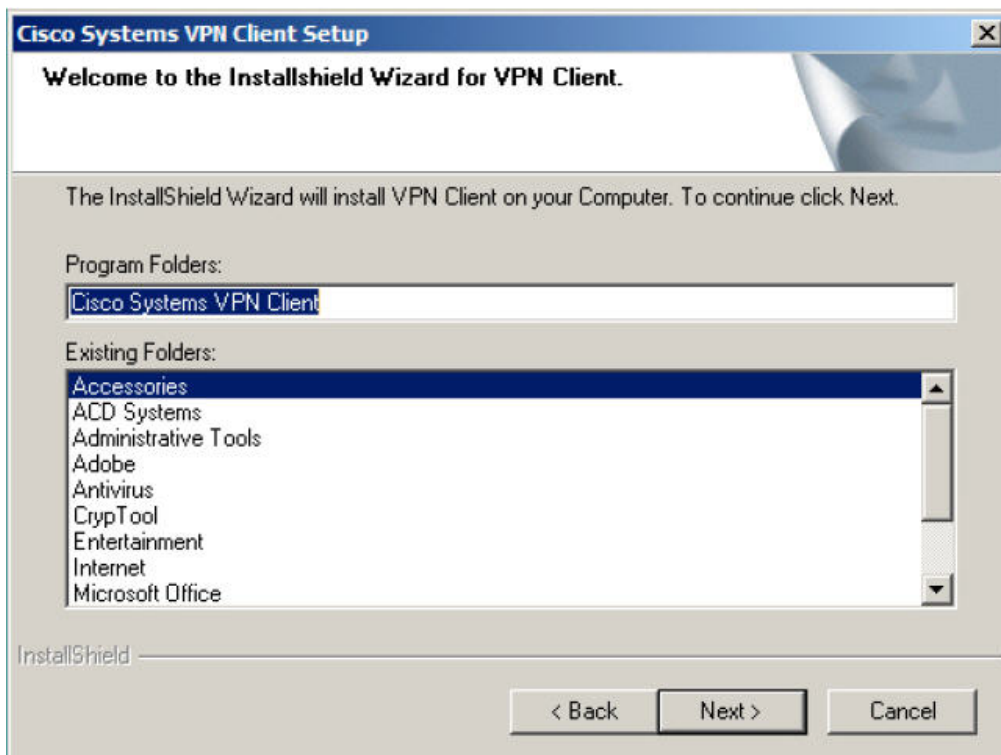 Cisco Systems VPN Client Setup
Welcome to the Installshield Wizard for VPN Client.
The InstallShield Wizard will install VPN Client on your Computer. To continue click Next.
Program Folders:
Cisco Systems VPN Client
Existing Folders:
Accessories
ACD Systems
Administrative Tools
Adobe
Antivirus
CrypTool
Entertainment
Internet
Microsoft Office
InstallShield
< Back Next > Cancel